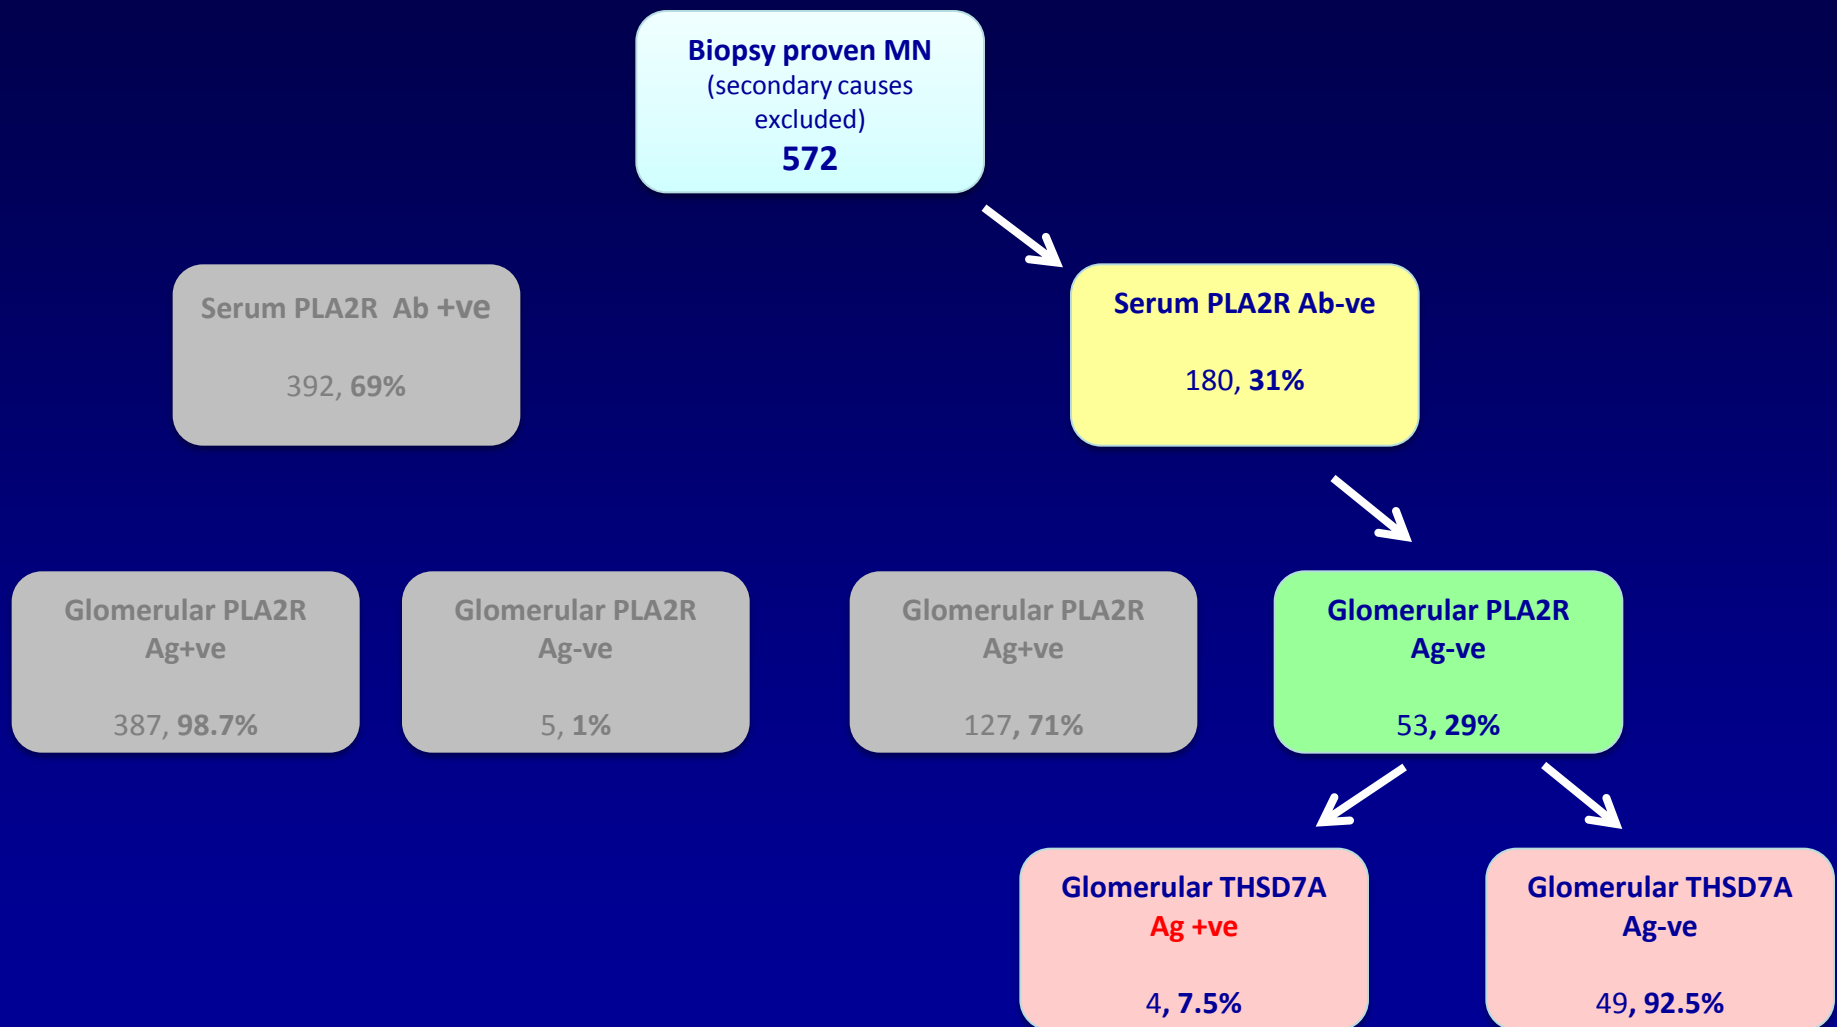 Biopsy proven MN
(secondary causes
excluded)
572
Serum PLA2R  Ab +ve
392, 69%
Serum PLA2R Ab-ve
180, 31%
Glomerular PLA2R
Ag+ve
387, 98.7%
Glomerular PLA2R
Ag-ve
5, 1%
Glomerular PLA2R
Ag+ve
127, 71%
Glomerular PLA2R
Ag-ve
53, 29%
Glomerular THSD7A
Ag +ve
4, 7.5%
Glomerular THSD7A
Ag-ve
49, 92.5%